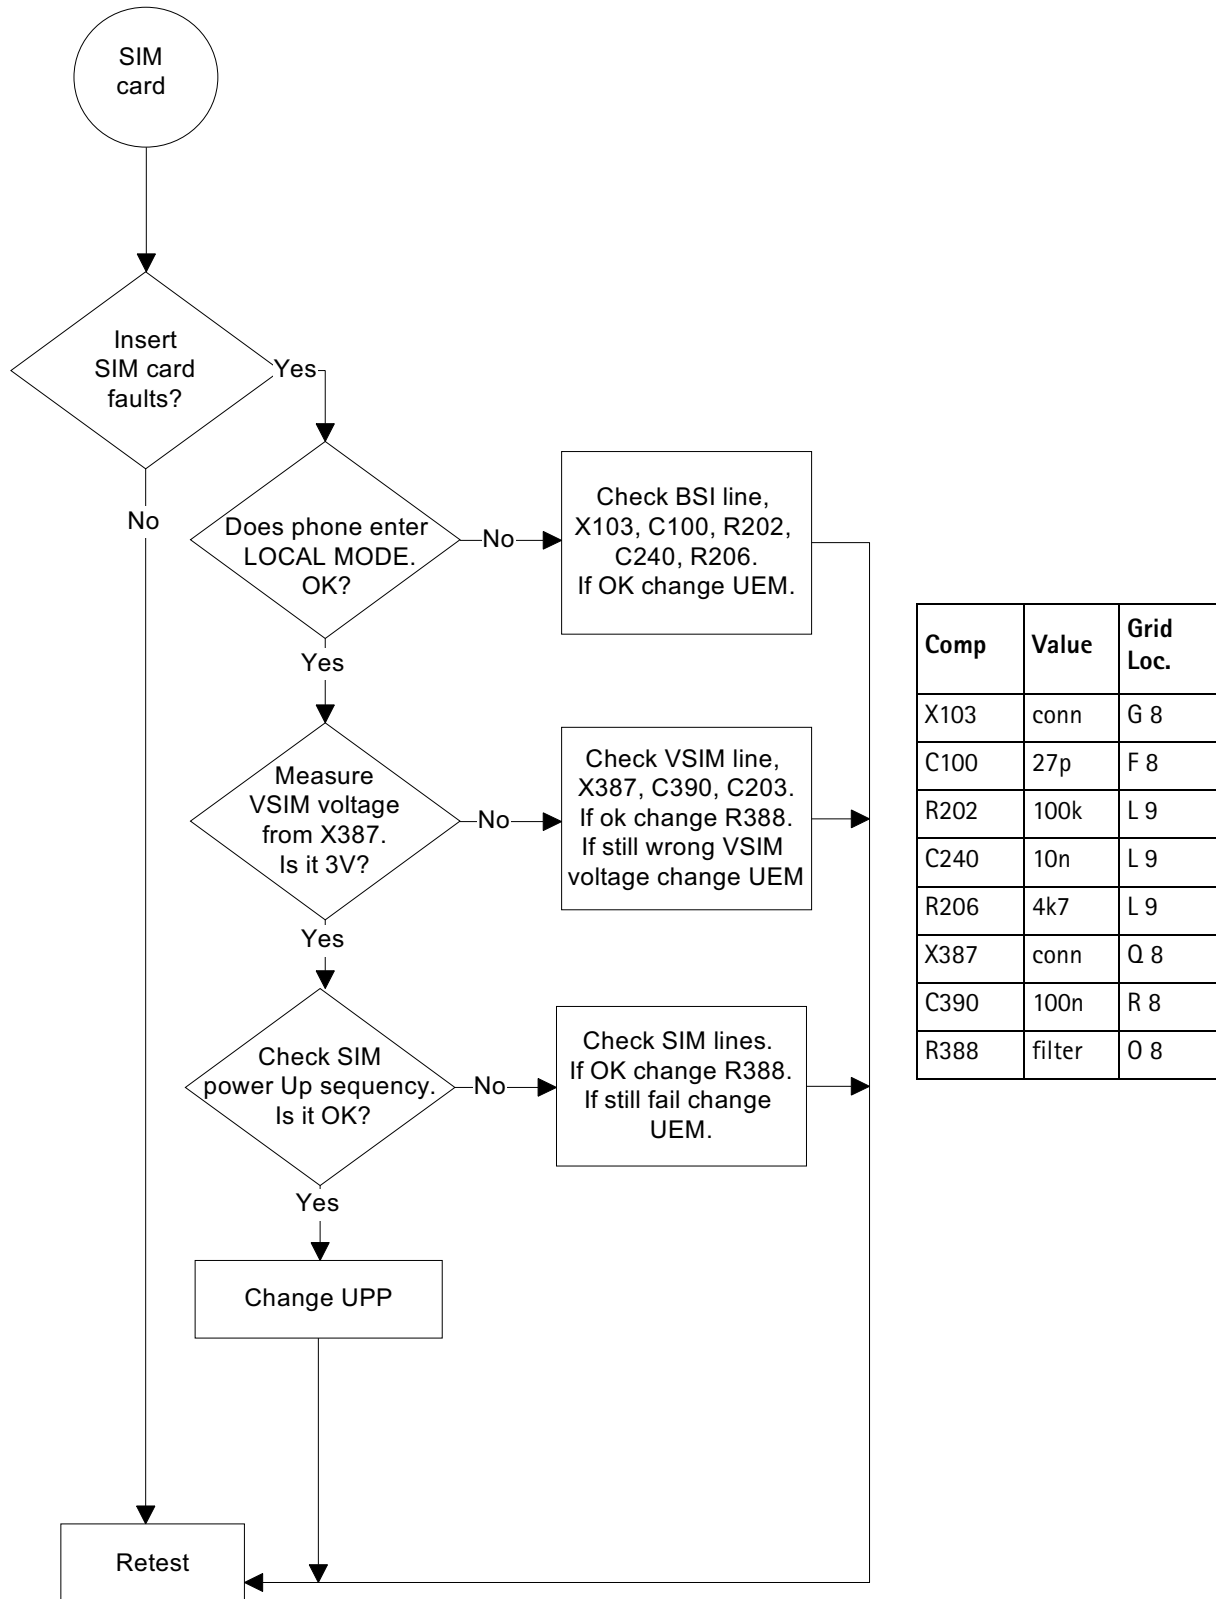 SIM
card
Insert
SIM card
faults?
Yes
No
Does phone enter
LOCAL MODE.
OK?
No
Check BSI line,
X103, C100, R202,
C240, R206.
If OK change UEM.
Yes
Measure
VSIM voltage
from X387.
Is it 3V?
No
Check VSIM line,
X387, C390, C203.
If ok change R388.
If still wrong VSIM
voltage change UEM
Yes
Check SIM
power Up sequency.
Is it OK?
No
Check SIM lines.
If OK change R388.
If still fail change
UEM.
Yes
Change UPP
Retest
Comp Value Grid
Loc.
X103 conn G 8
C100 27p F 8
R202 100k L 9
C240 10n L 9
R206 4k7 L 9
X387 conn Q 8
C390 100n R 8
R388 filter O 8